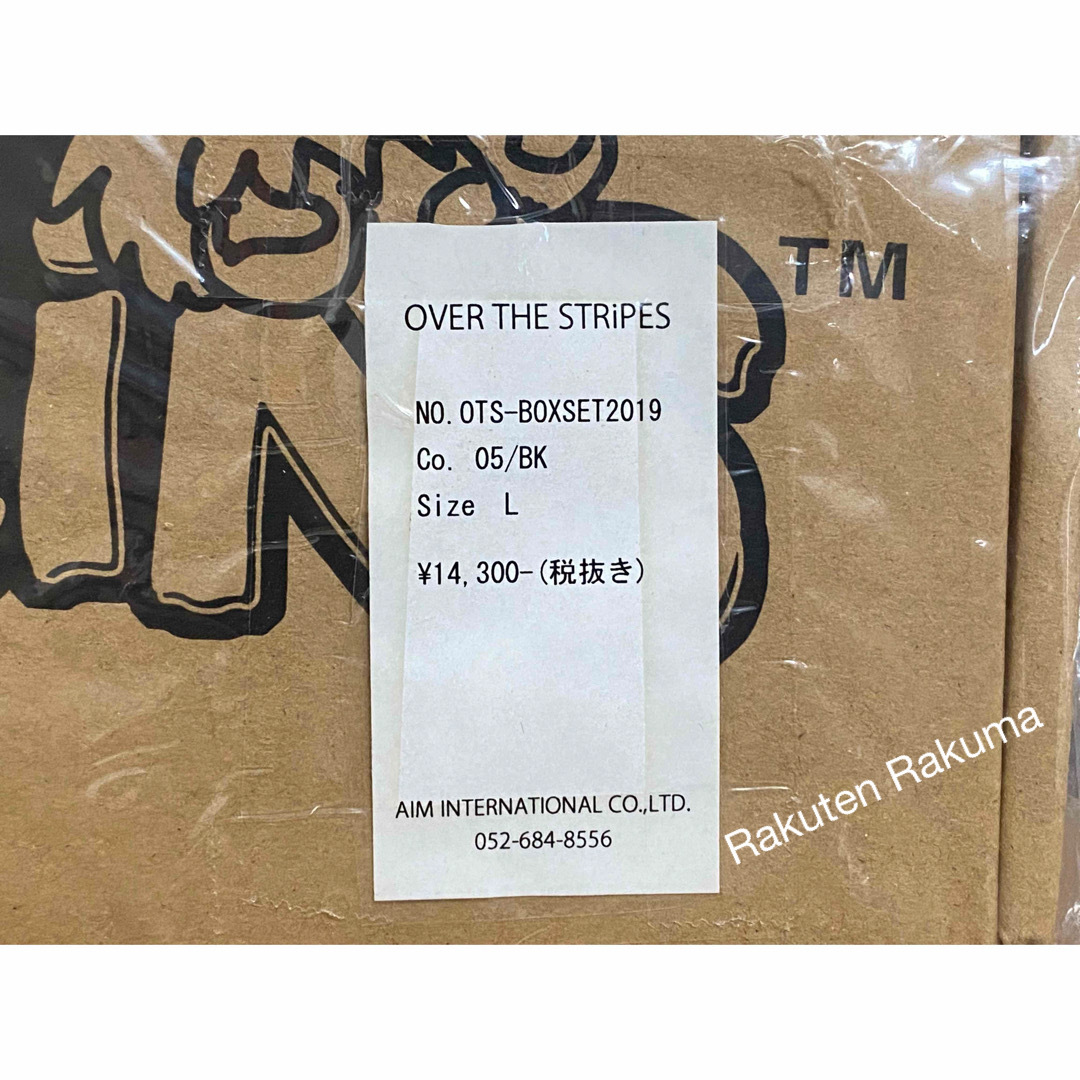 TM
OVER THE STRiPES
NO.OTS-BOXSET2019
Co. 05/BK
Size L
¥14,300-(税抜き)
AIM INTERNATIONAL CO.,LTD.
052-684-8556
Rakuten Rakuma